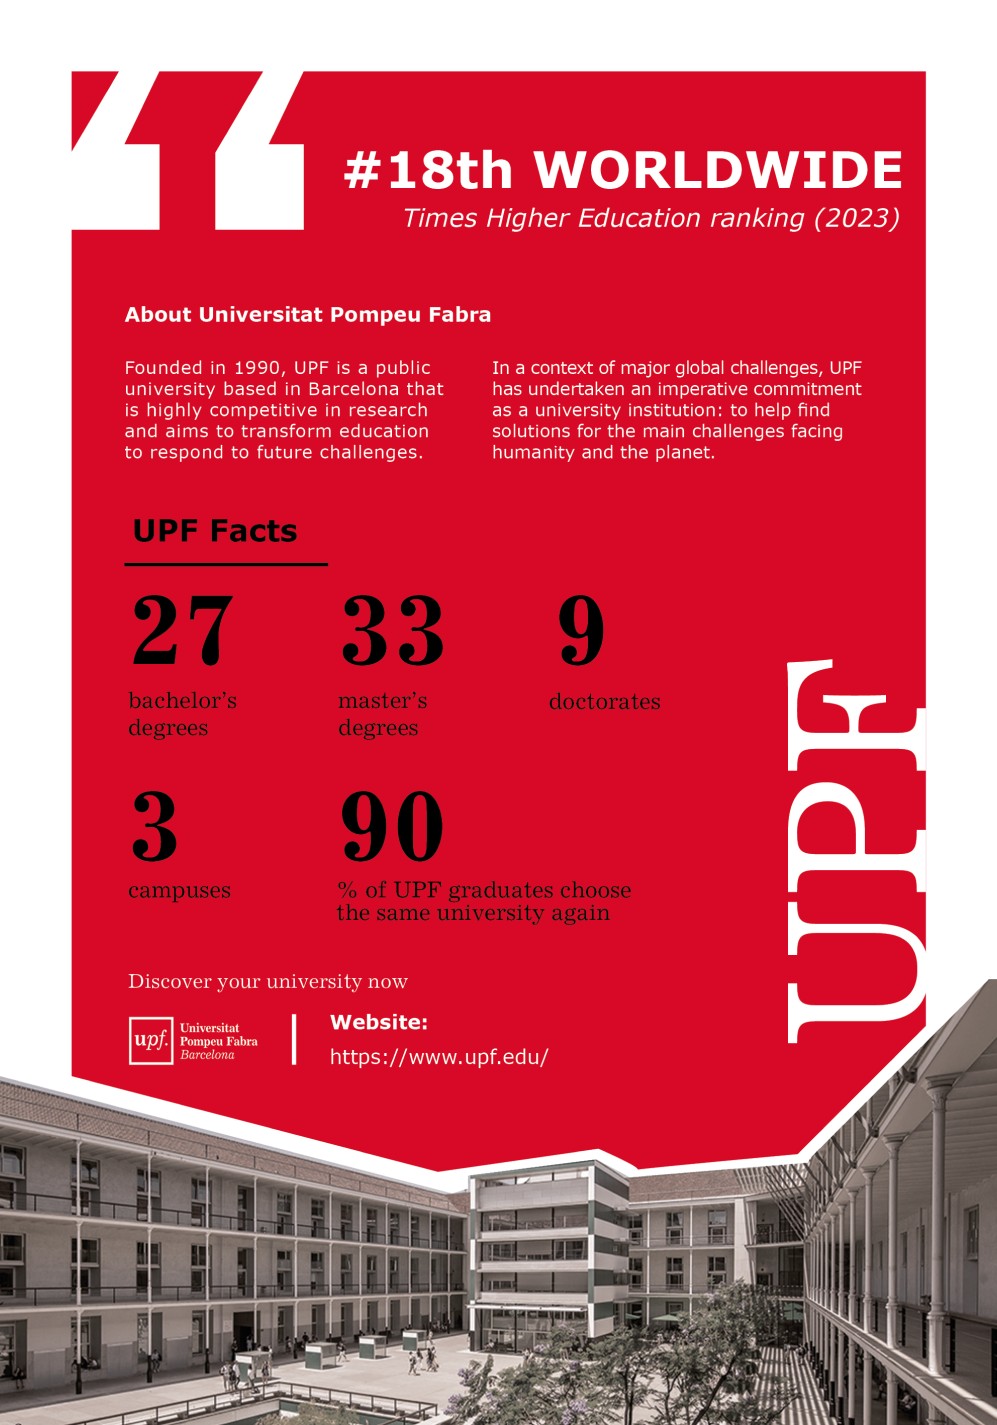 #18th WORLDWIDE
Times Higher Education ranking (2023)
About Universitat Pompeu Fabra
Founded in 1990, UPF is a public
university based in Barcelona that
is highly competitive in research
and aims to transform education
to respond to future challenges.
In a context of major global challenges, UPF
has undertaken an imperative commitment
as a university institution: to help find
solutions for the main challenges facing
humanity and the planet.
UPF Facts
27
bachelor’s
degrees
33
master’s
degrees
9
doctorates
3
campuses
90
% of UPF graduates choose
the same university again
UPF
Discover your university now
upf.
Universitat
Pompeu Fabra
Barcelona
Website:
https://www.upf.edu/